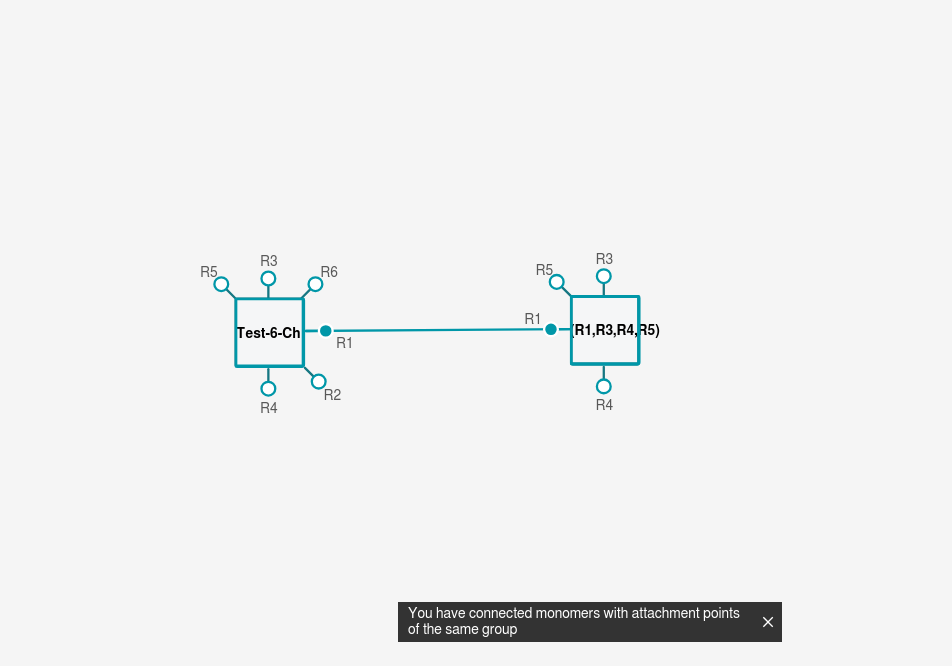 R5 R3 R6
Test-6-Ch
R1
R4 R2
R5 R3
R1
(R1,R3,R4,R5)
R4
You have connected monomers with attachment points
of the same group